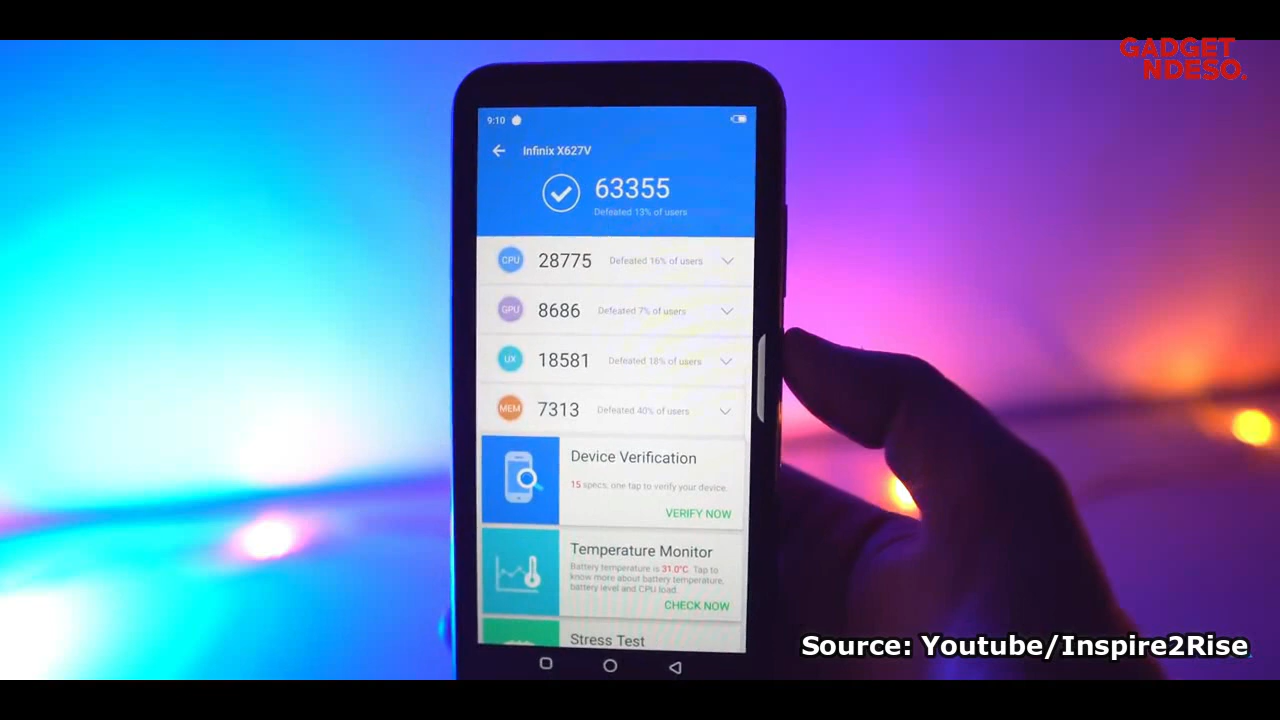 GADGET
NDESO.
9:10
Infinix X627V
63355
Defeated 13% of users
CPU 28775 Defeated 16% of users
GPU 8686 Defeated 7% of users
UX 18581 Defeated 18% of users
MEM 7313 Defeated 40% of users
Device Verification
15 specs, one tap to verify your device.
VERIFY NOW
Temperature Monitor
Battery temperature is 31.0°C. Tap to
know more about battery temperature,
battery level and CPU load.
CHECK NOW
Stress Test
Source: Youtube/Inspire2Rise